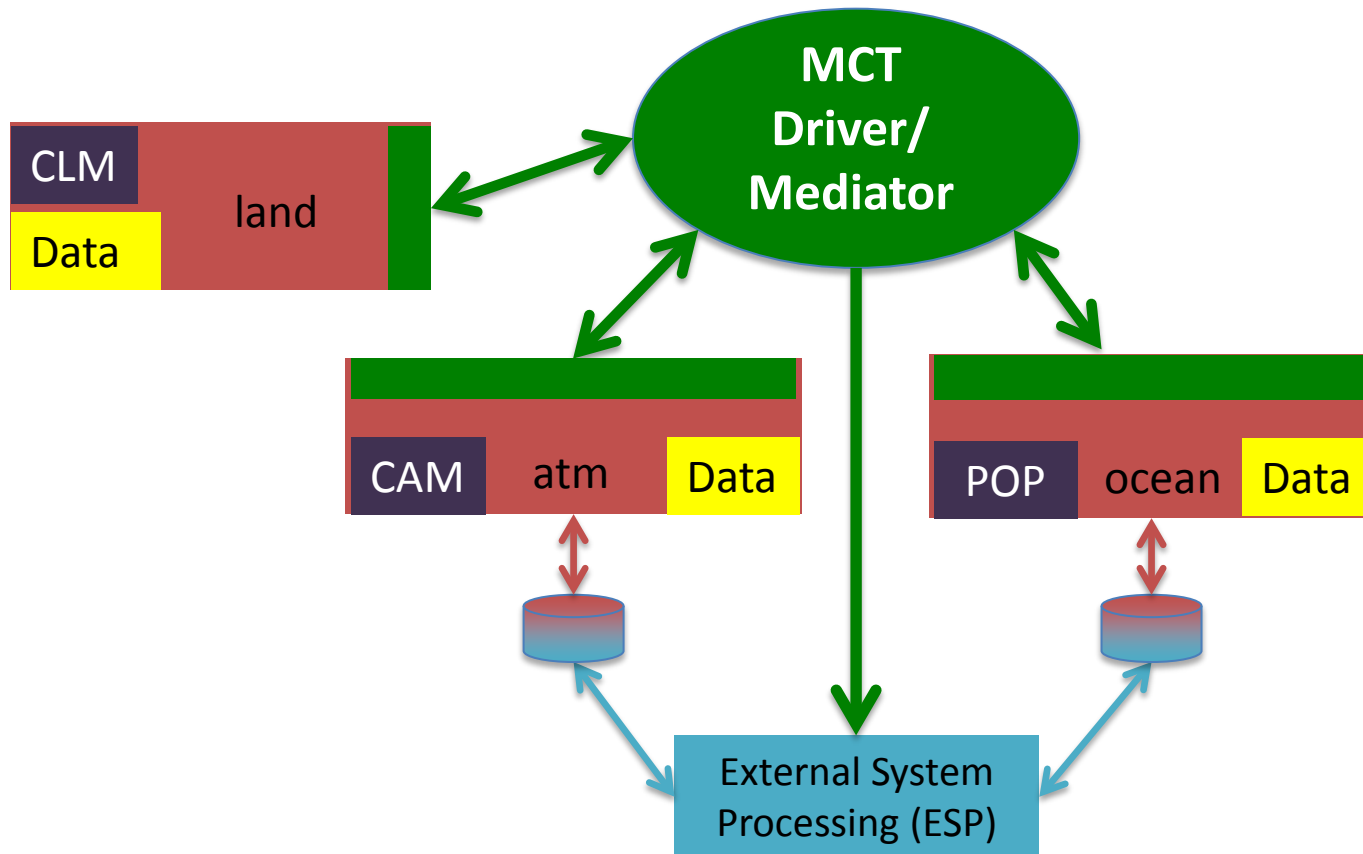 MCT
Driver/
Mediator
CLM
land
Data
CAM
atm
Data
POP
ocean
Data
External System
Processing (ESP)